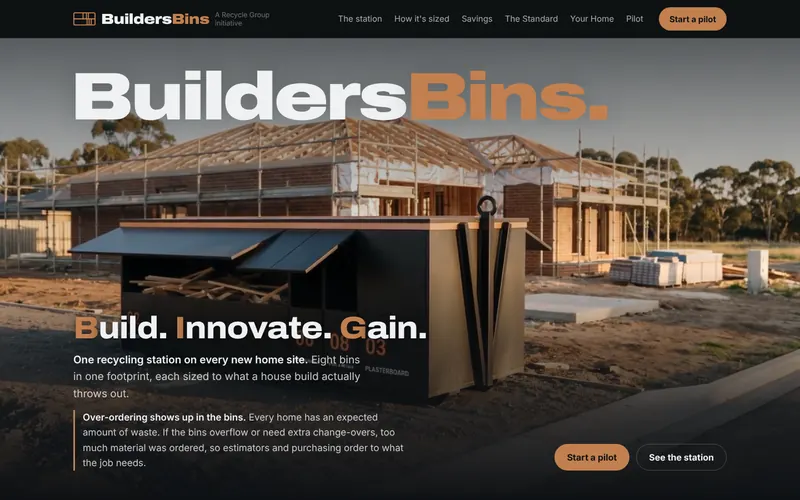 BuildersBins
A Recycle Group
initiative
The station
How it's sized
Savings
The Standard
Your Home
Pilot
Start a pilot
BuildersBins.
Build. Innovate. Gain.
08
03
PLASTERBOARD
One recycling station on every new home site. Eight bins
in one footprint, each sized to what a house build actually
throws out.
Over-ordering shows up in the bins. Every home has an expected
amount of waste. If the bins overflow or need extra change-overs, too
much material was ordered, so estimators and purchasing order to what
the job needs.
Start a pilot
See the station